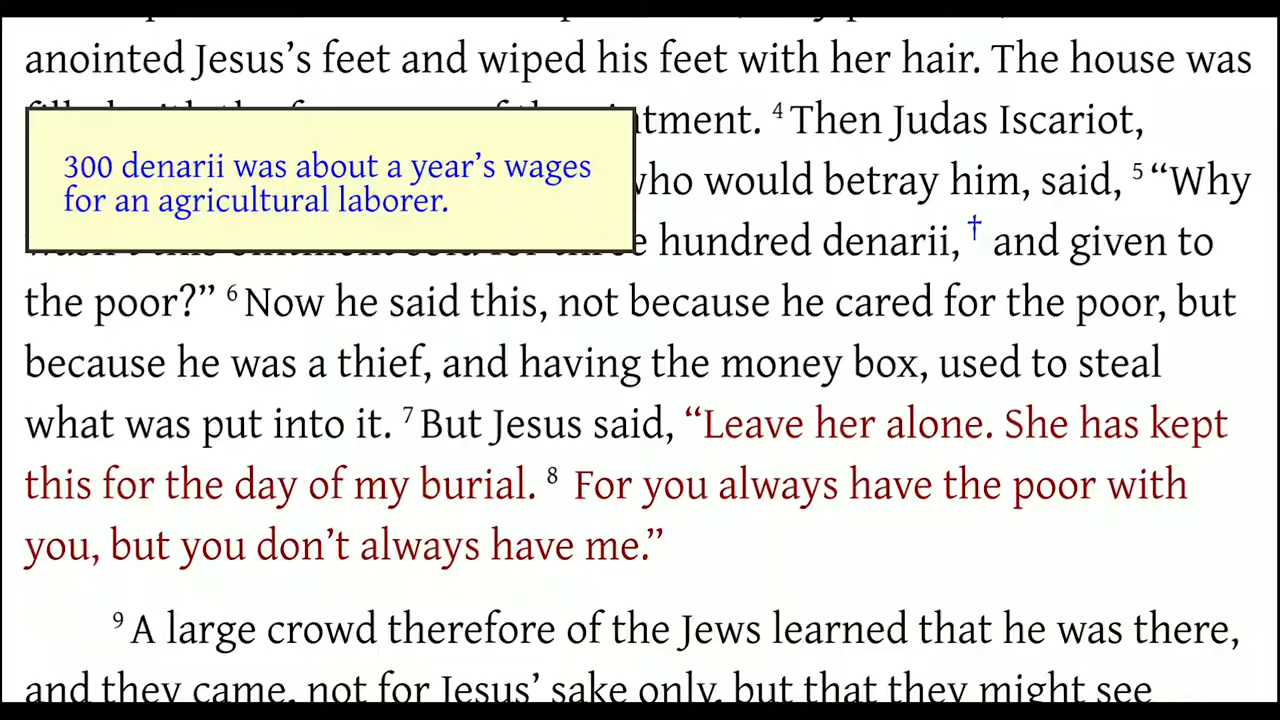 anointed Jesus’s feet and wiped his feet with her hair. The house was
300 denarii was about a year’s wages
for an agricultural laborer.
ntment. 4 Then Judas Iscariot,
who would betray him, said, 5 “Why
hundred denarii,† and given to
the poor?” 6 Now he said this, not because he cared for the poor, but
because he was a thief, and having the money box, used to steal
what was put into it. 7 But Jesus said, “Leave her alone. She has kept
this for the day of my burial. 8 For you always have the poor with
you, but you don’t always have me.”
9 A large crowd therefore of the Jews learned that he was there,
and they came, not for Jesus’ sake only, but that they might see